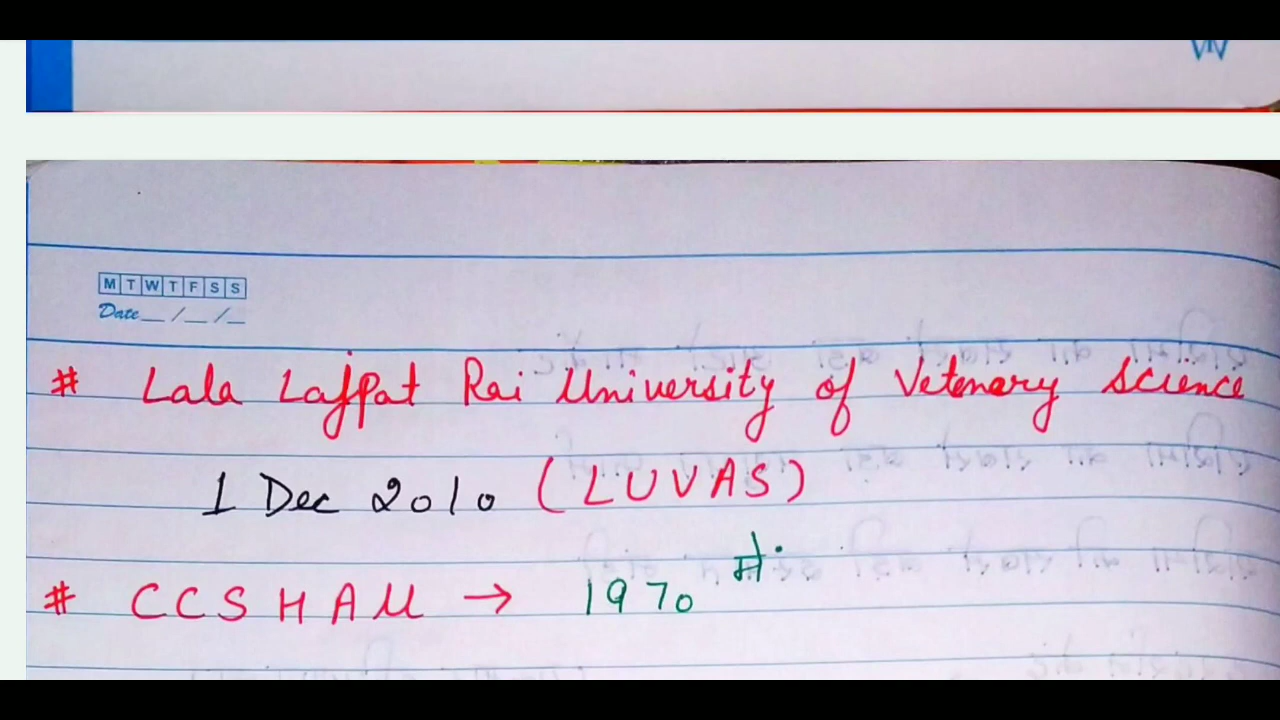 M T W T F S S
Date __/__/__
# Lala Lajpat Rai University of Vetenary Science
1 Dec 2010 (LUVAS)
# CCSHAU → 1970 में